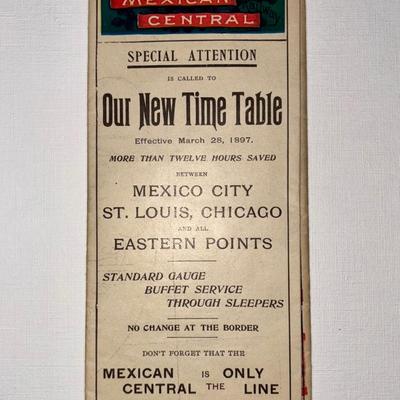 MEXICAN
CENTRAL
SPECIAL ATTENTION
IS CALLED TO
Our New Time Table
Effective March 28, 1897.
MORE THAN TWELVE HOURS SAVED
BETWEEN
MEXICO CITY
ST. LOUIS, CHICAGO
AND ALL
EASTERN POINTS
STANDARD GAUGE
BUFFET SERVICE
THROUGH SLEEPERS
NO CHANGE AT THE BORDER
DON'T FORGET THAT THE
MEXICAN CENTRAL IS THE ONLY LINE